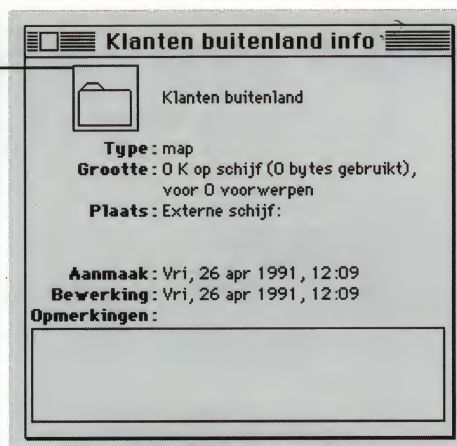 Klanten buitenland info
Klanten buitenland
Type: map
Grootte: 0 K op schijf (0 bytes gebruikt),
voor 0 voorwerpen
Plaats: Externe schijf:
Aanmaak: Vri, 26 apr 1991, 12:09
Bewerking: Vri, 26 apr 1991, 12:09
Opmerkingen: